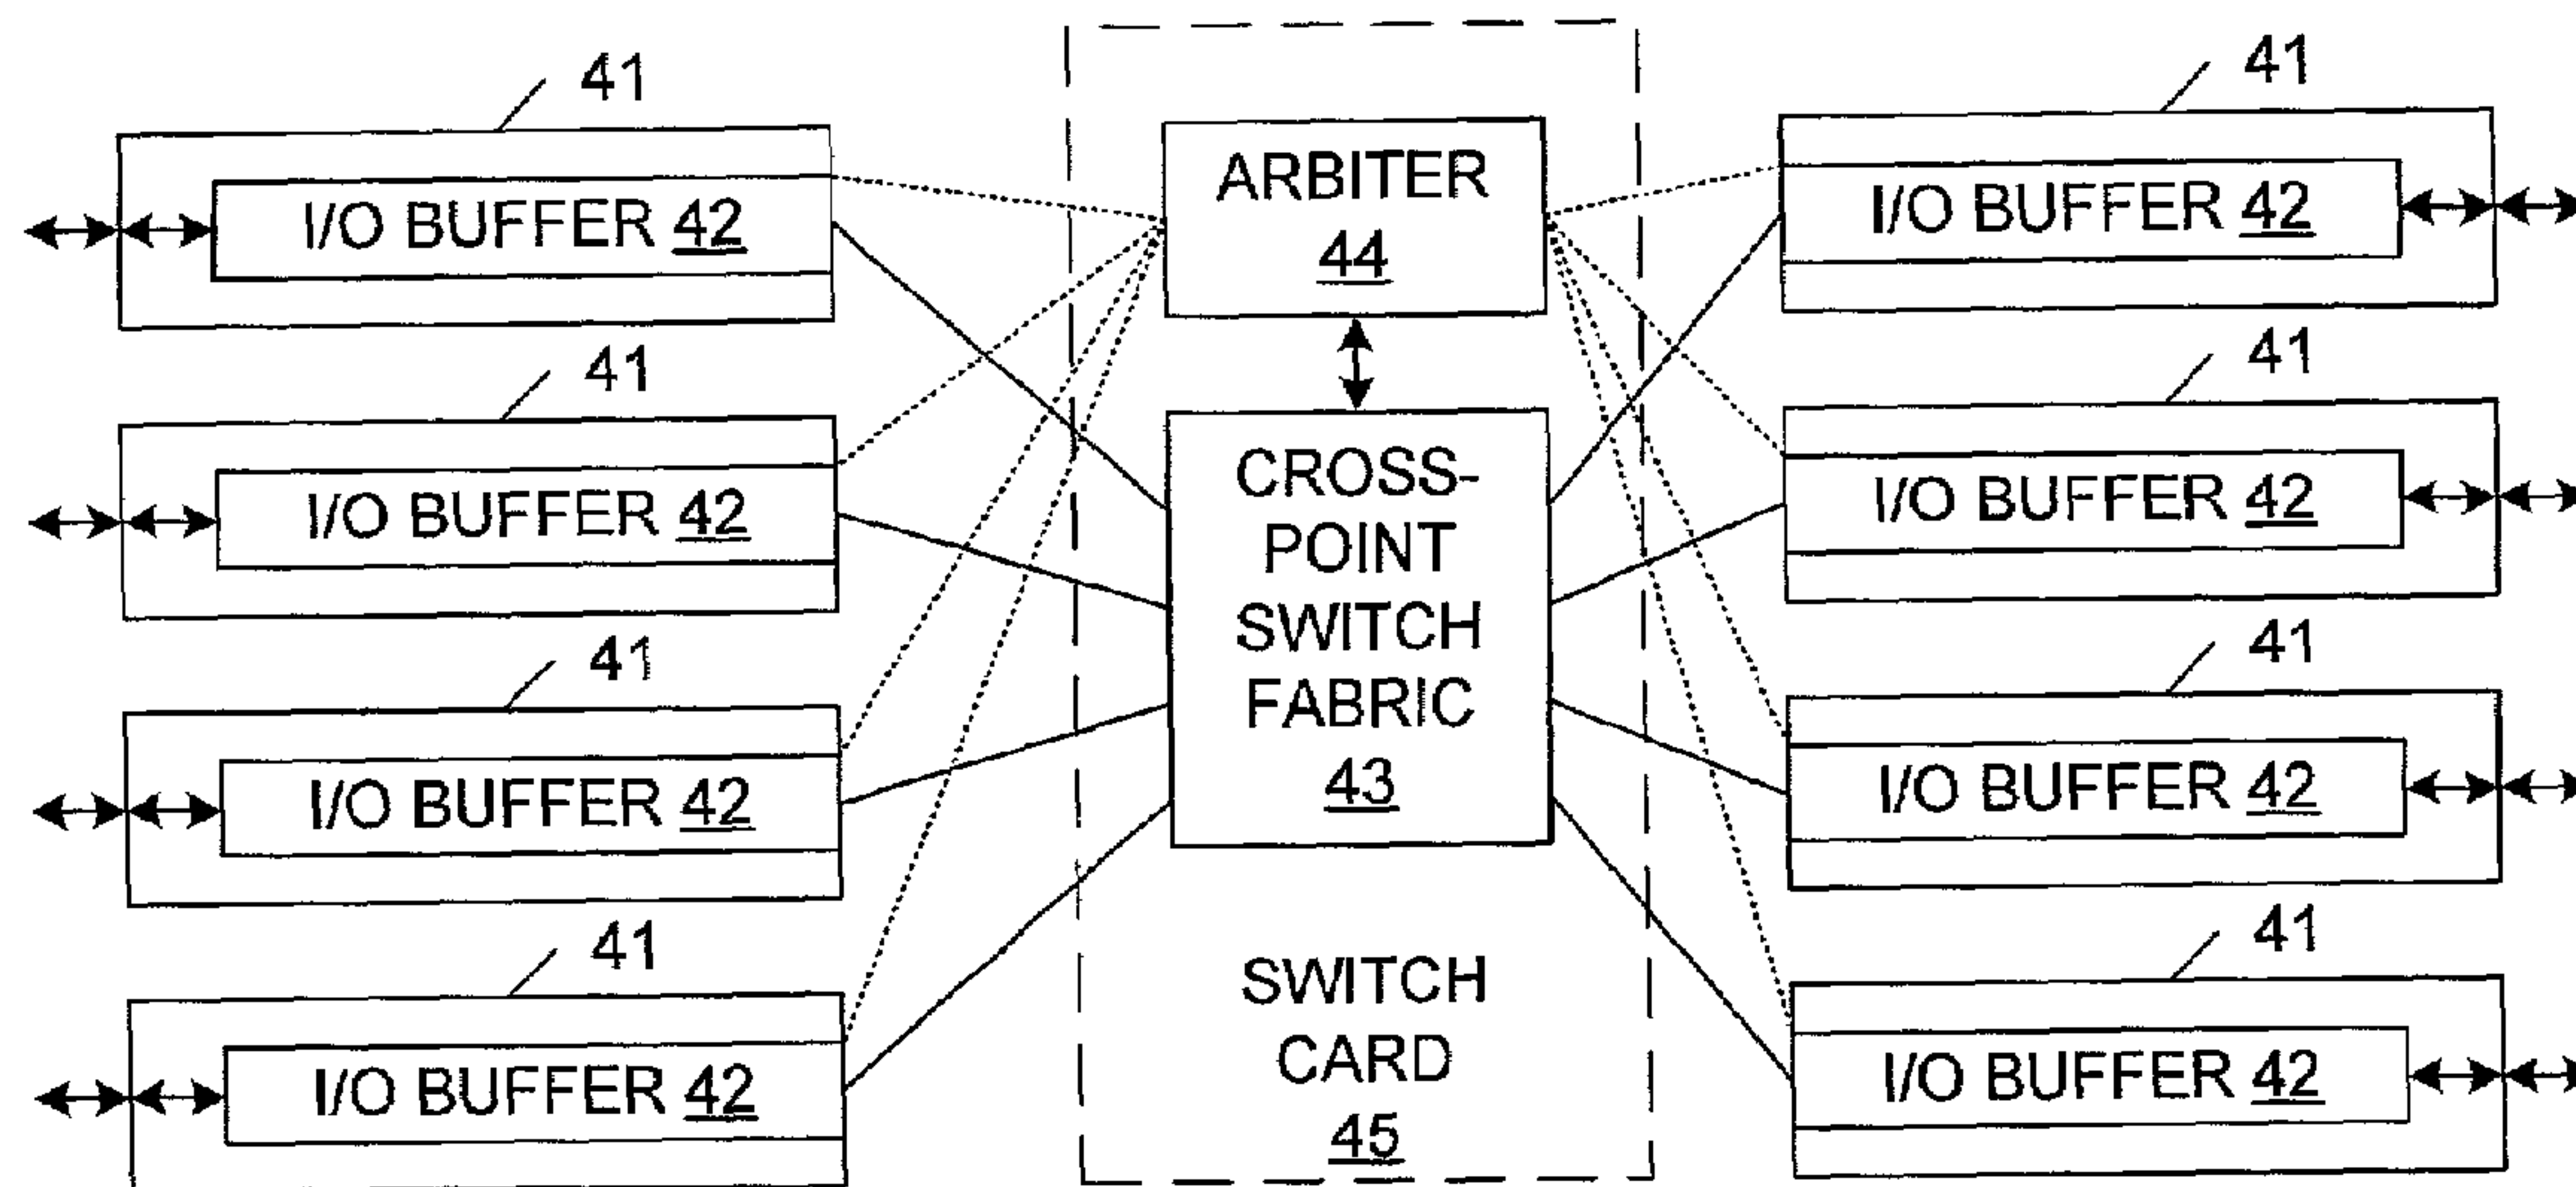 41
I/O BUFFER 42
41
I/O BUFFER 42
41
I/O BUFFER 42
41
I/O BUFFER 42
ARBITER
44
CROSS-
POINT
SWITCH
FABRIC
43
SWITCH
CARD
45
41
I/O BUFFER 42
41
I/O BUFFER 42
41
I/O BUFFER 42
41
I/O BUFFER 42